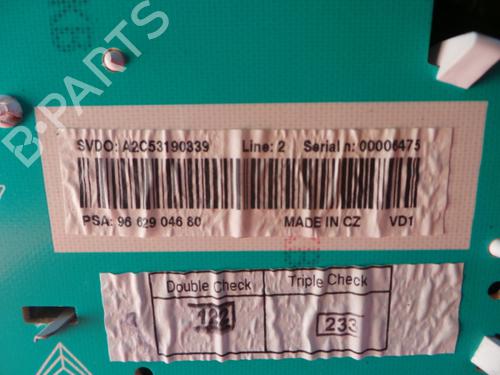 KB
B-PARTS
SVDO: A2C53190339 Line: 2 Serial n: 00006475
PSA: 96 629 046 80 MADE IN CZ VD1
Double Check Triple Check
122 233